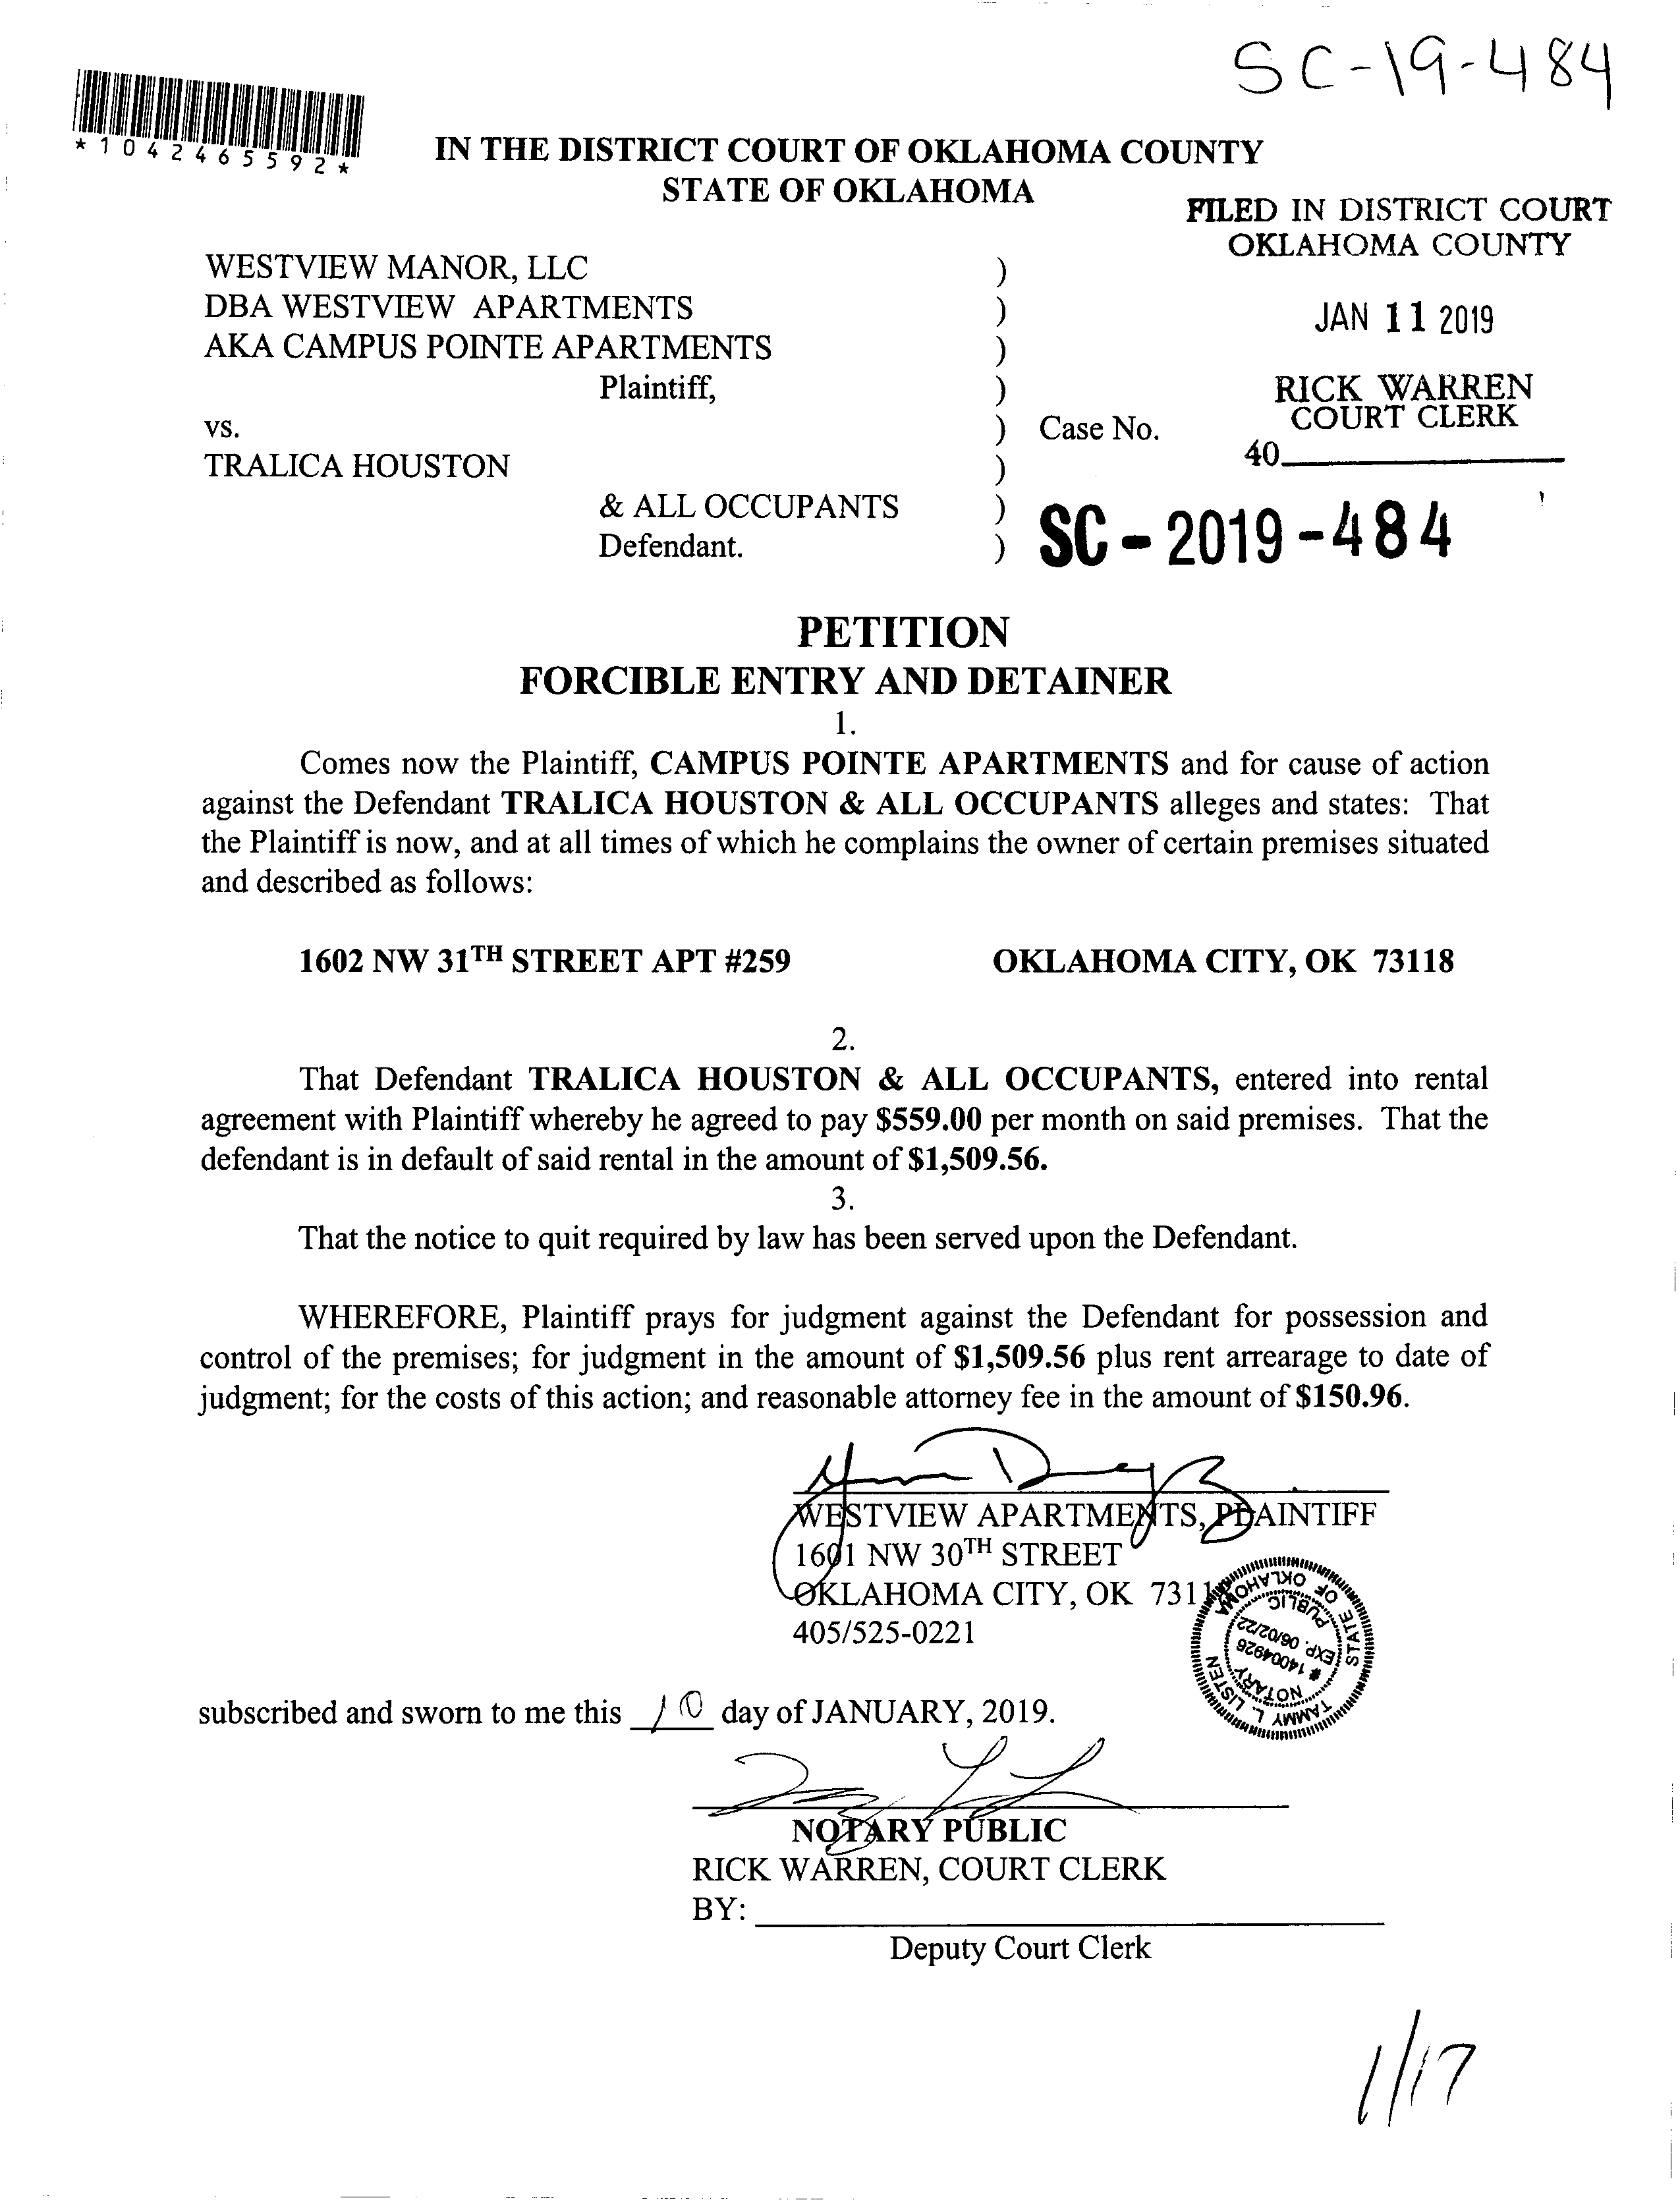 SC-19-484
*1042465592*
IN THE DISTRICT COURT OF OKLAHOMA COUNTY
STATE OF OKLAHOMA
FILED IN DISTRICT COURT
OKLAHOMA COUNTY
WESTVIEW MANOR, LLC )
DBA WESTVIEW APARTMENTS )
JAN 11 2019
AKA CAMPUS POINTE APARTMENTS )
Plaintiff, )
RICK WARREN
COURT CLERK
vs. ) Case No.
40
TRALICA HOUSTON )
& ALL OCCUPANTS )
SC-2019-484
Defendant. )
PETITION
FORCIBLE ENTRY AND DETAINER
1.
Comes now the Plaintiff, CAMPUS POINTE APARTMENTS and for cause of action
against the Defendant TRALICA HOUSTON & ALL OCCUPANTS alleges and states: That
the Plaintiff is now, and at all times of which he complains the owner of certain premises situated
and described as follows:
1602 NW 31TH STREET APT #259 OKLAHOMA CITY, OK 73118
2.
That Defendant TRALICA HOUSTON & ALL OCCUPANTS, entered into rental
agreement with Plaintiff whereby he agreed to pay $559.00 per month on said premises. That the
defendant is in default of said rental in the amount of $1,509.56.
3.
That the notice to quit required by law has been served upon the Defendant.
WHEREFORE, Plaintiff prays for judgment against the Defendant for possession and
control of the premises; for judgment in the amount of $1,509.56 plus rent arrearage to date of
judgment; for the costs of this action; and reasonable attorney fee in the amount of $150.96.
WESTVIEW APARTMENTS, PLAINTIFF
1601 NW 30TH STREET
OKLAHOMA CITY, OK 7311
405/525-0221
TAMMY L. LISTEN
STATE OF OKLAHOMA
NOTARY PUBLIC
# 14004926
EXP. 06/02/22
subscribed and sworn to me this 10 day of JANUARY, 2019.
NOTARY PUBLIC
RICK WARREN, COURT CLERK
BY:
Deputy Court Clerk
1/17